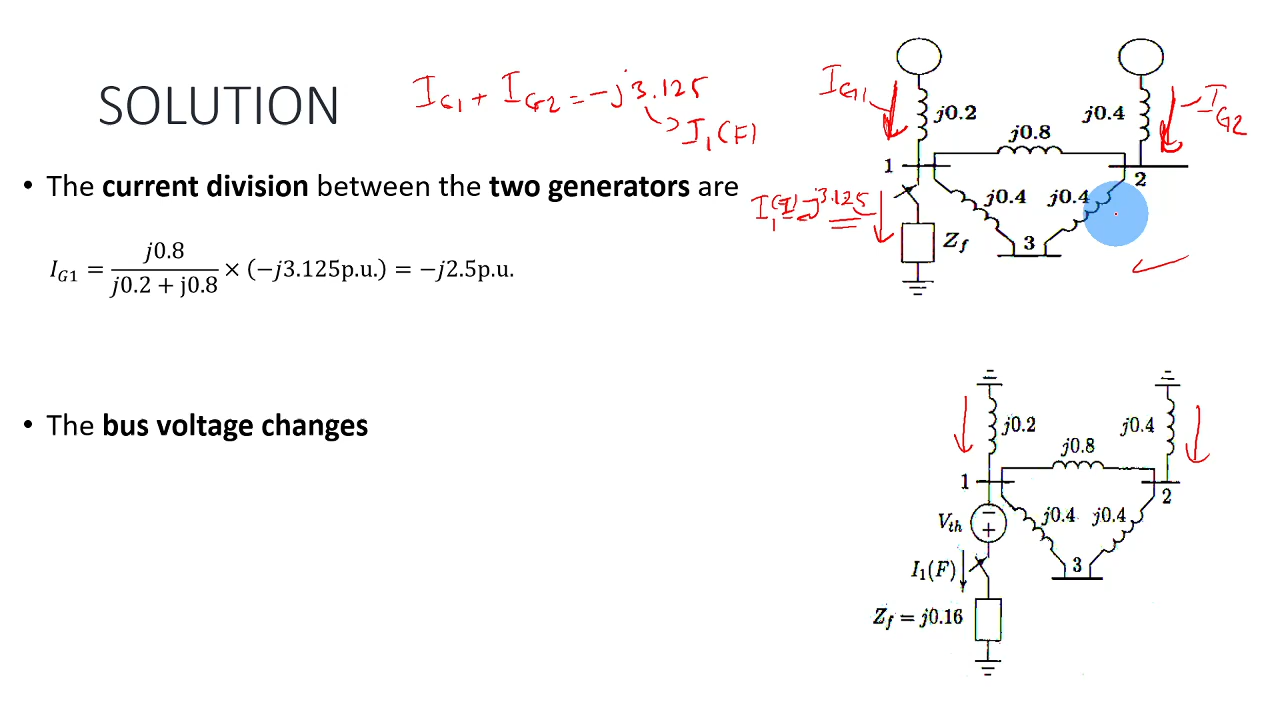 SOLUTION
I_G1 + I_G2 = -j3.125
I_1(F)
• The current division between the two generators are
I_G1 = j0.8 / (j0.2 + j0.8) × (−j3.125p.u.) = −j2.5p.u.
• The bus voltage changes
I_G1
j0.2
j0.4
I_G2
j0.8
1
2
j0.4
j0.4
j3.125
Z_f
3
j0.2
j0.4
j0.8
1
2
V_th
−
+
j0.4
j0.4
I_1(F)
3
Z_f = j0.16